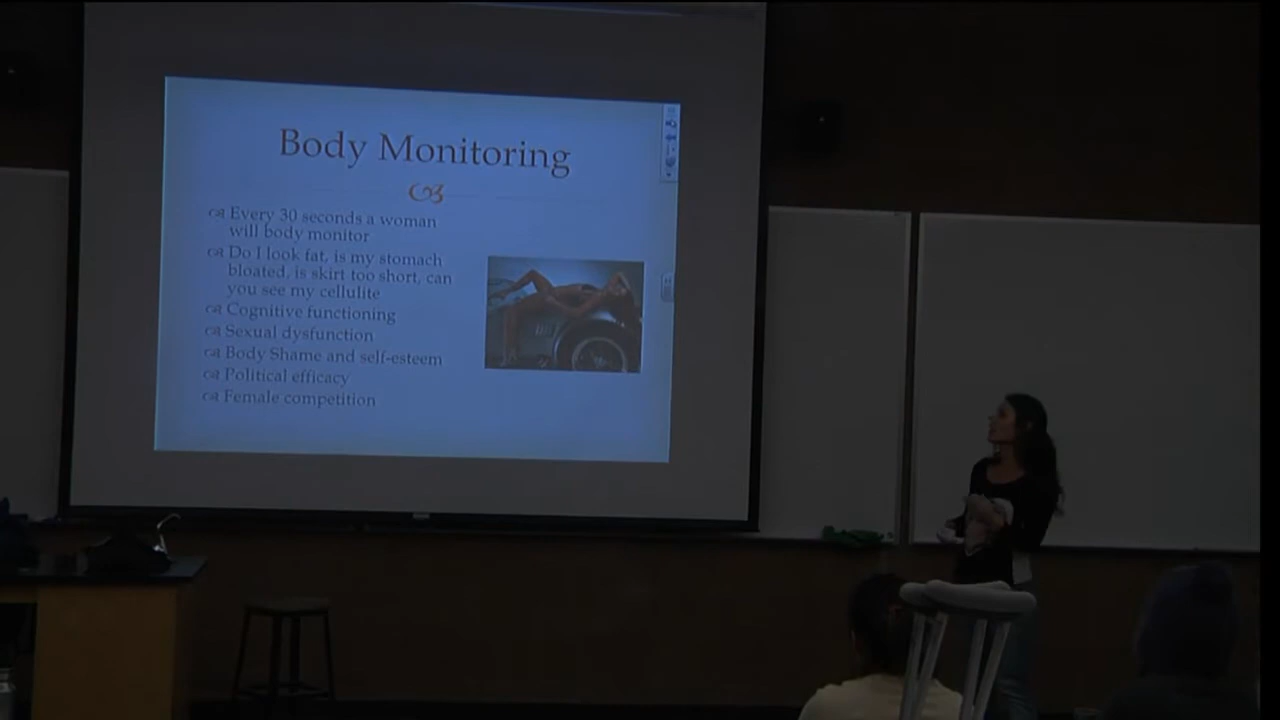 Body Monitoring
Every 30 seconds a woman
will body monitor
Do I look fat, is my stomach
bloated, is skirt too short, can
you see my cellulite
Cognitive functioning
Sexual dysfunction
Body Shame and self-esteem
Political efficacy
Female competition